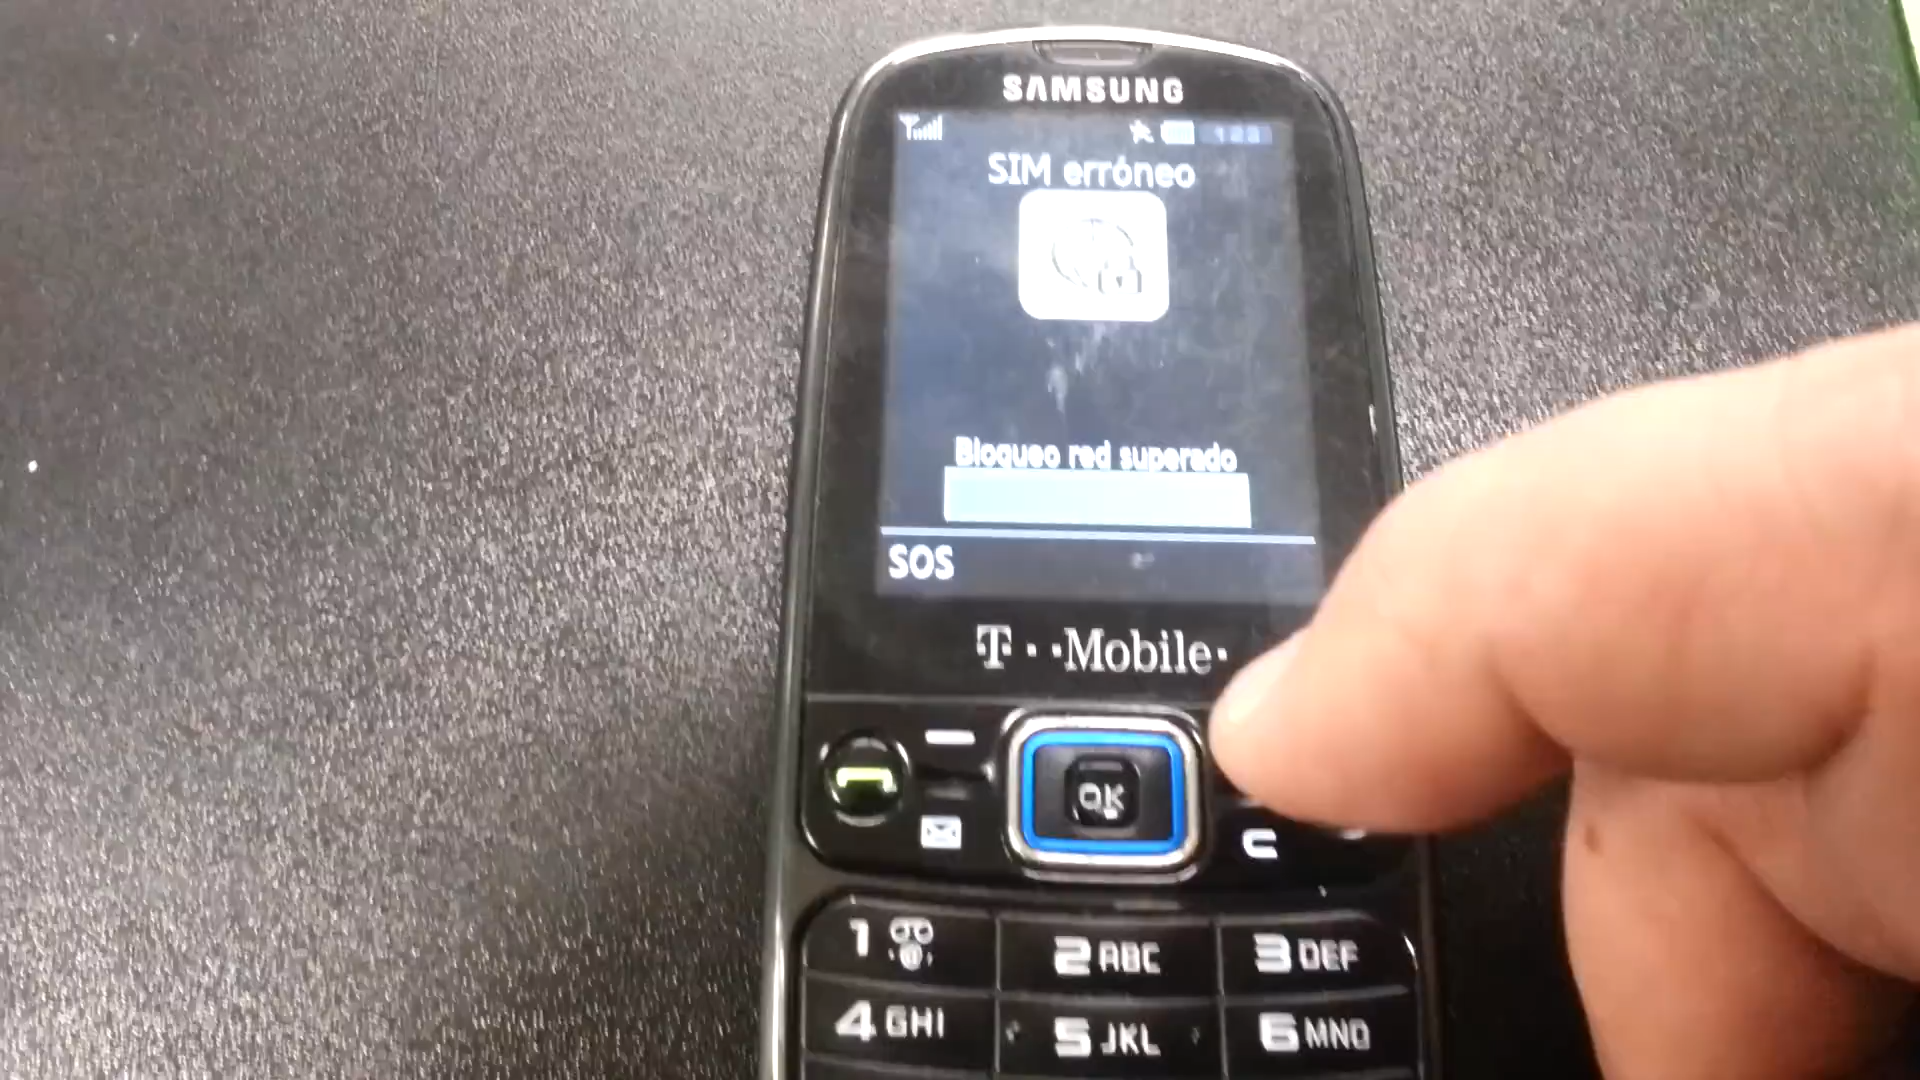 SAMSUNG
SIM erróneo
Bloqueo red superado
SOS
T··Mobile·
OK
C
1
2 ABC
3 DEF
4 GHI
5 JKL
6 MNO